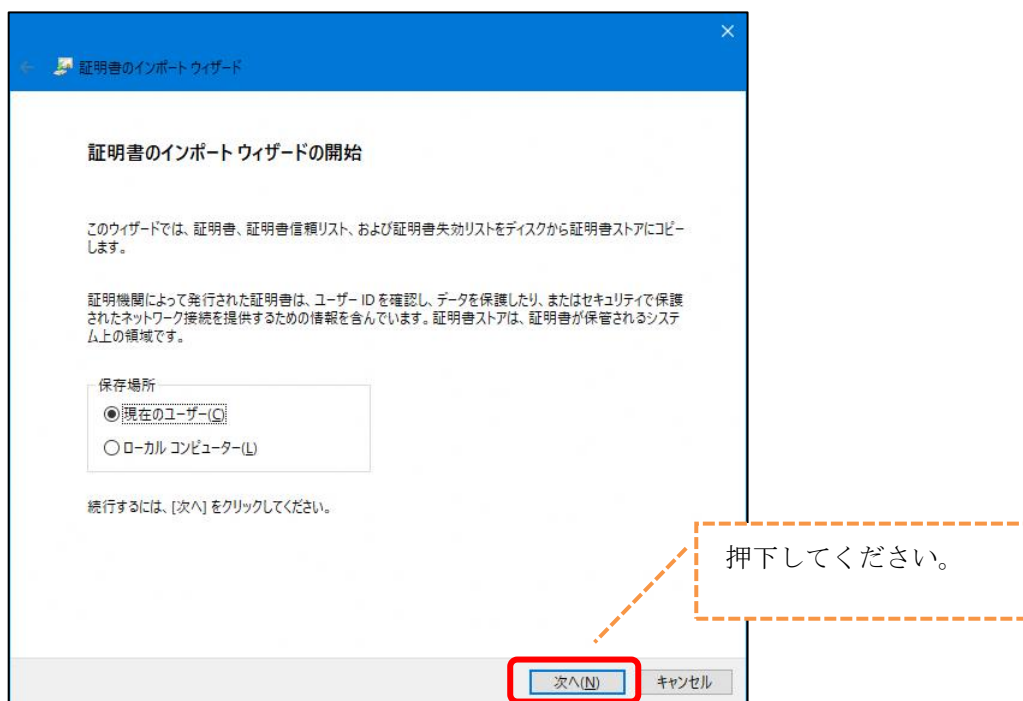 証明書のインポート ウィザード
証明書のインポート ウィザードの開始
このウィザードでは、証明書、証明書信頼リスト、および証明書失効リストをディスクから証明書ストアにコピー
します。
証明機関によって発行された証明書は、ユーザー ID を確認し、データを保護したり、またはセキュリティで保護
されたネットワーク接続を提供するための情報を含んでいます。証明書ストアは、証明書が保管されるシステ
ム上の領域です。
保存場所
現在のユーザー(C)
ローカル コンピューター(L)
続行するには、[次へ] をクリックしてください。
押下してください。
次へ(N)
キャンセル